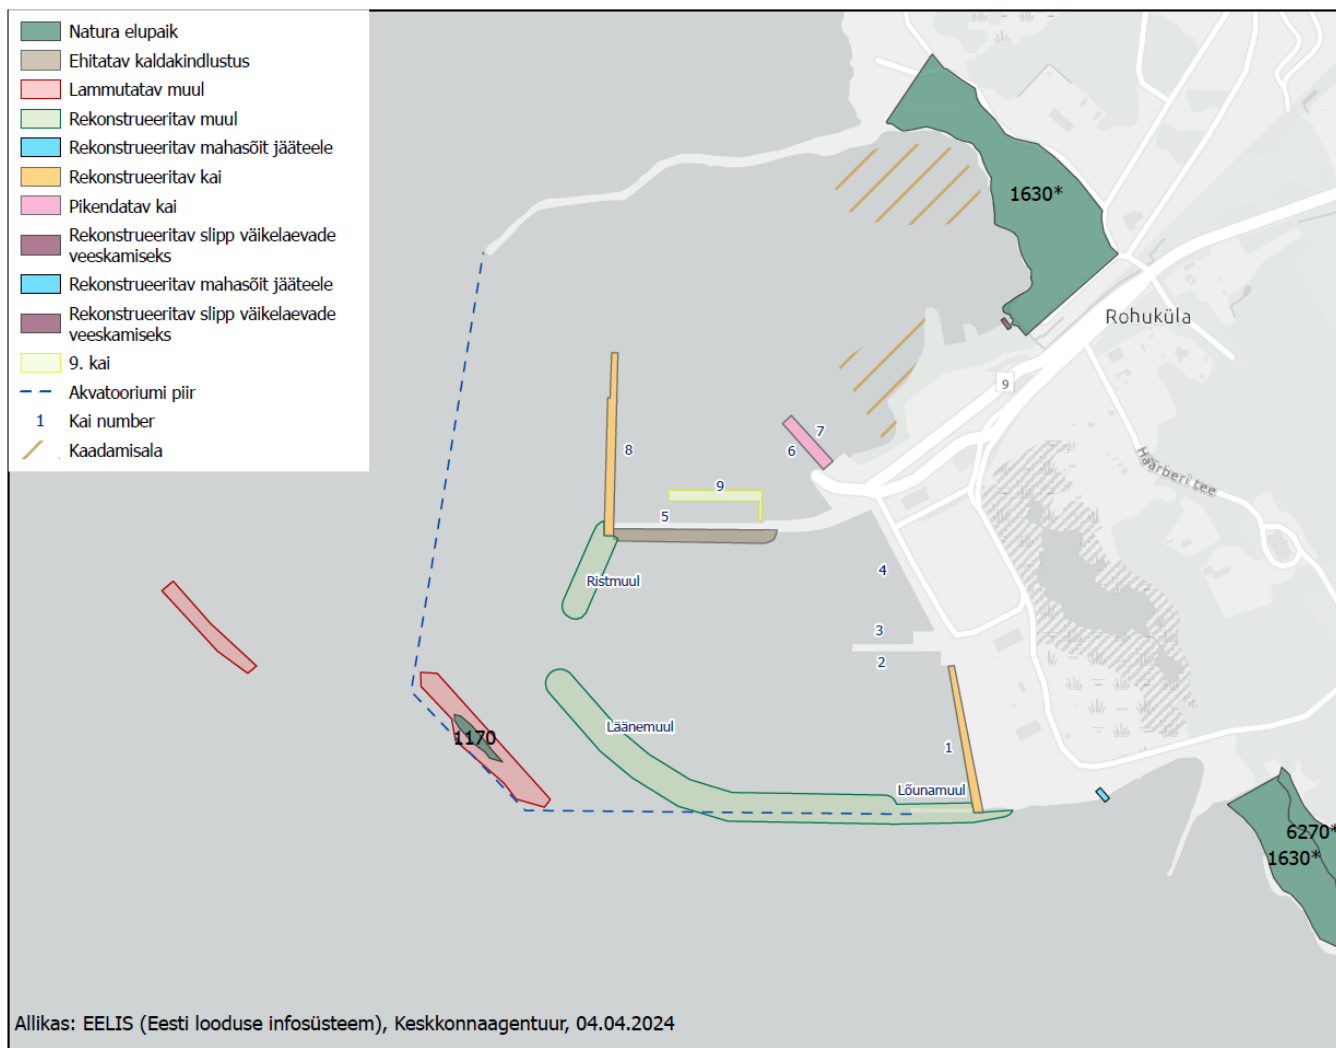 Natura elupaik
Ehitatav kaldakindlustus
Lammutatav muul
Rekonstrueeritav muul
Rekonstrueeritav mahasõit jääteele
Rekonstrueeritav kai
Pikendatav kai
Rekonstrueeritav slipp väikelaevade
veeskamiseks
Rekonstrueeritav mahasõit jääteele
Rekonstrueeritav slipp väikelaevade
veeskamiseks
9. kai
Akvatooriumi piir
1 Kai number
Kaadamisala
1630*
Rohuküla
9
7
6
8
Häärberi tee
9
5
4
Ristmuul
3
2
Läänemuul
1170
1
Lõunamuul
6270*
1630*
Allikas: EELIS (Eesti looduse infosüsteem), Keskkonnaagentuur, 04.04.2024